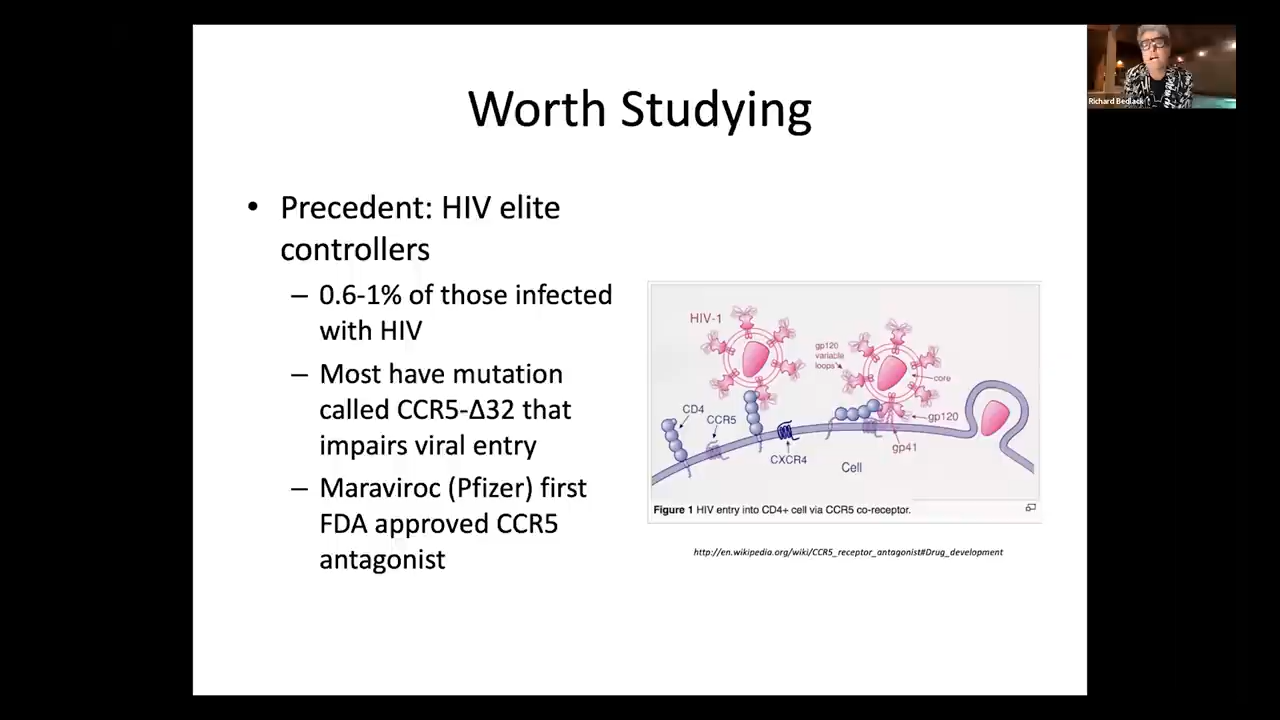 Worth Studying
Richard Bedlack
• Precedent: HIV elite
controllers
– 0.6-1% of those infected
with HIV
– Most have mutation
called CCR5-Δ32 that
impairs viral entry
– Maraviroc (Pfizer) first
FDA approved CCR5
antagonist
HIV-1
gp120
variable
loops
core
CD4
CCR5
gp120
CXCR4
gp41
Cell
Figure 1 HIV entry into CD4+ cell via CCR5 co-receptor.
http://en.wikipedia.org/wiki/CCR5_receptor_antagonist#Drug_development